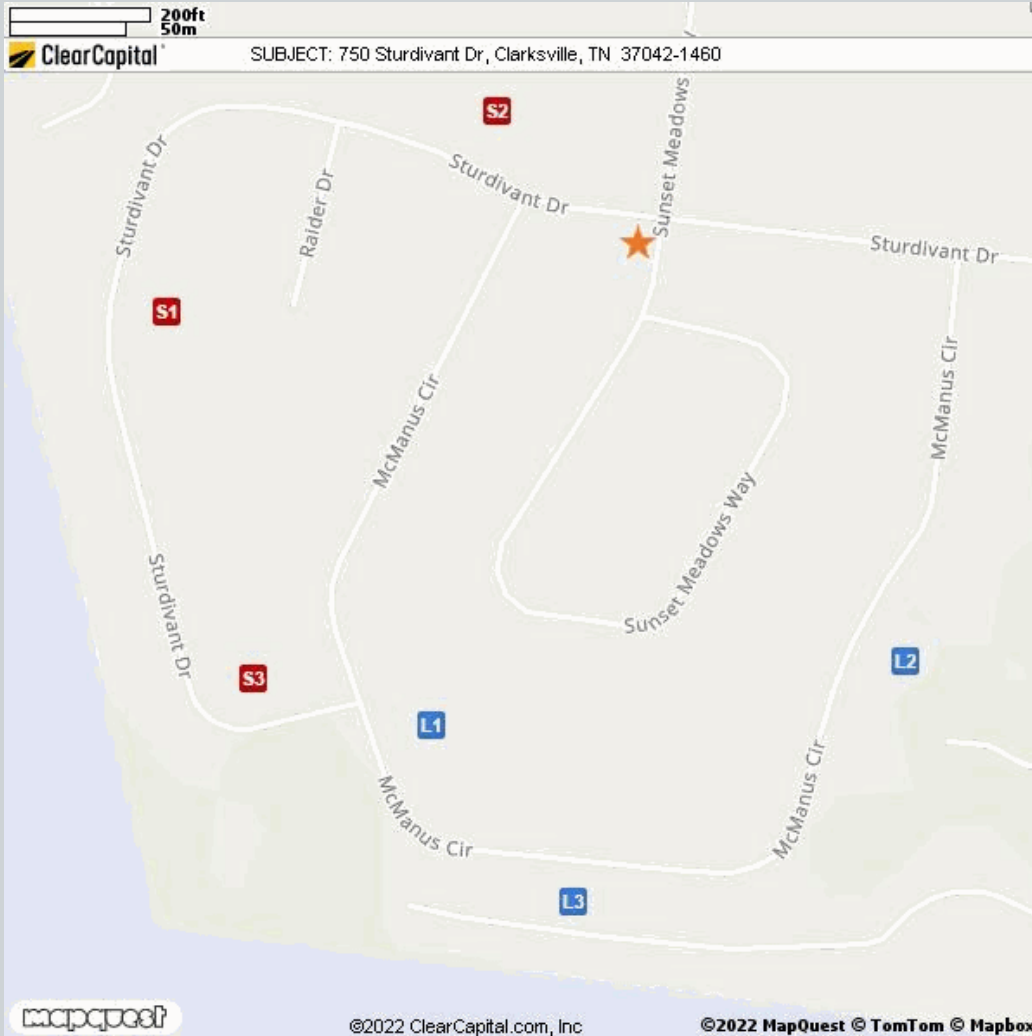 200ft
50m
ClearCapital
SUBJECT: 750 Sturdivant Dr, Clarksville, TN 37042-1460
Sunset Meadows
S2
Sturdivant Dr
Sturdivant Dr
Raider Dr
Sturdivant Dr
S1
McManus Cir
McManus Cir
Sunset Meadows Way
Sturdivant Dr
L2
S3
L1
McManus Cir
McManus Cir
L3
mapquest
©2022 ClearCapital.com, Inc
©2022 MapQuest © TomTom © Mapbox